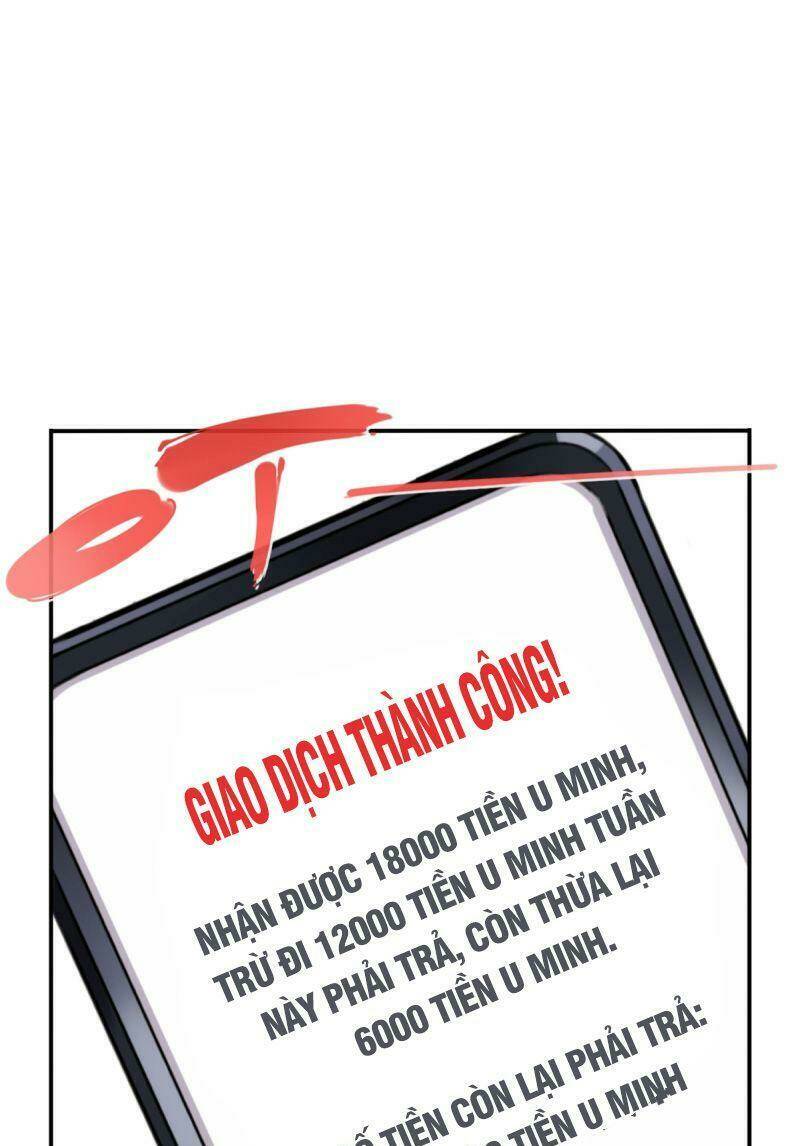 GIAO DỊCH THÀNH CÔNG!
NHẬN ĐƯỢC 18000 TIỀN U MINH,
TRỪ ĐI 12000 TIỀN U MINH TUẦN
NÀY PHẢI TRẢ, CÒN THỪA LẠI
6000 TIỀN U MINH.
TIỀN CÒN LẠI PHẢI TRẢ:
TIỀN U MINH